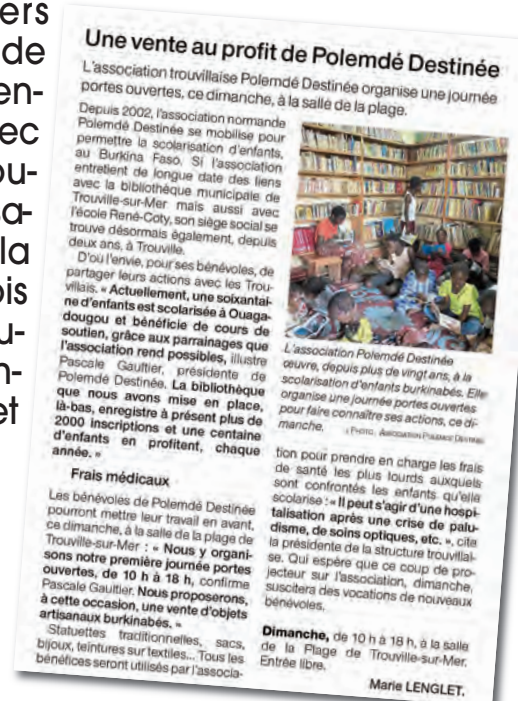 ers
de
en-
ec
ou-
sa-
la
ois
u-
n-
et
Une vente au profit de Polemdé Destinée
L'association trouvillaise Polemdé Destinée organise une journée
portes ouvertes, ce dimanche, à la salle de la plage.
Depuis 2002, l'association normande
Polemdé Destinée se mobilise pour
permettre la scolarisation d'enfants,
au Burkina Faso. Si l'association
entretient de longue date des liens
avec la bibliothèque municipale de
Trouville-sur-Mer mais aussi avec
l'école René-Coty, son siège social se
trouve désormais également, depuis
deux ans, à Trouville.
D'où l'envie, pour ses bénévoles, de
partager leurs actions avec les Trou-
villais. « Actuellement, une soixantai-
ne d'enfants est scolarisée à Ouaga-
dougou et bénéficie de cours de
soutien, grâce aux parrainages que
l'association rend possibles, illustre
Pascale Gaultier, présidente de
Polemdé Destinée. La bibliothèque
que nous avons mise en place,
là-bas, enregistre à présent plus de
2000 inscriptions et une centaine
d'enfants en profitent, chaque
année. »
Frais médicaux
Les bénévoles de Polemdé Destinée
pourront mettre leur travail en avant,
ce dimanche, à la salle de la plage de
Trouville-sur-Mer : « Nous y organi-
sons notre première journée portes
ouvertes, de 10 h à 18 h, confirme
Pascale Gaultier. Nous proposerons,
à cette occasion, une vente d'objets
artisanaux burkinabés. »
Statuettes traditionnelles, sacs,
bijoux, teintures sur textiles... Tous les
bénéfices seront utilisés par l'associa-
L'association Polemdé Destinée
œuvre, depuis plus de vingt ans, à la
scolarisation d'enfants burkinabés. Elle
organise une journée portes ouvertes
pour faire connaître ses actions, ce di-
manche.
PHOTO : ASSOCIATION POLEMDÉ DESTINÉE
tion pour prendre en charge les frais
de santé les plus lourds auxquels
sont confrontés les enfants qu'elle
scolarise : « Il peut s'agir d'une hospi-
talisation après une crise de palu-
disme, de soins optiques, etc. », cite
la présidente de la structure trouvillai-
se. Qui espère que ce coup de pro-
jecteur sur l'association, dimanche,
suscitera des vocations de nouveaux
bénévoles.
Dimanche, de 10 h à 18 h, à la salle
de la Plage de Trouville-sur-Mer.
Entrée libre.
Marie LENGLET.